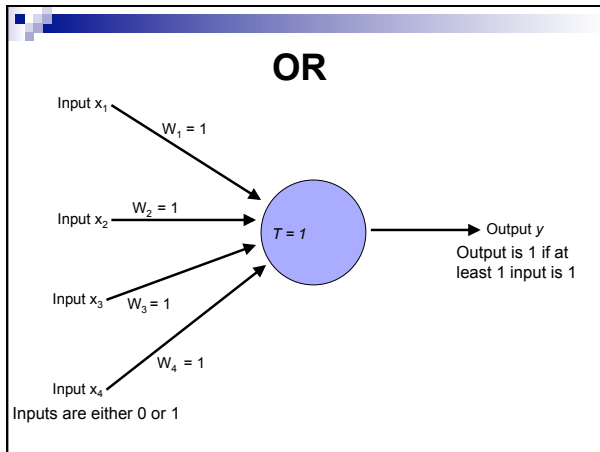 OR
Input x₁
W₁ = 1
Input x₂
W₂ = 1
T = 1
Output y
Output is 1 if at
least 1 input is 1
Input x₃
W₃ = 1
W₄ = 1
Input x₄
Inputs are either 0 or 1